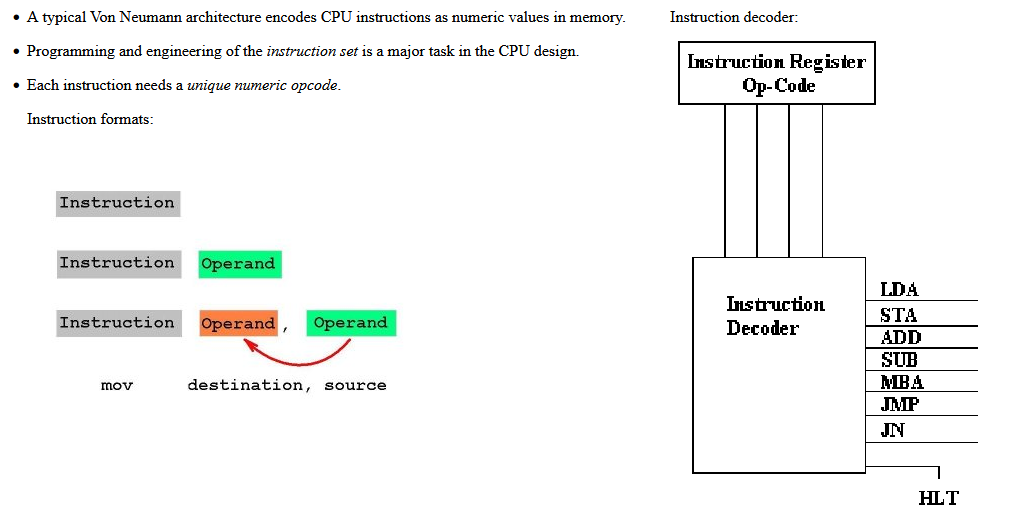 • A typical Von Neumann architecture encodes CPU instructions as numeric values in memory.
• Programming and engineering of the instruction set is a major task in the CPU design.
• Each instruction needs a unique numeric opcode.
Instruction formats:
Instruction
Instruction Operand
Instruction Operand , Operand
mov destination, source
Instruction decoder:
Instruction Register
Op-Code
Instruction
Decoder
LDA
STA
ADD
SUB
MBA
JMP
JN
HLT